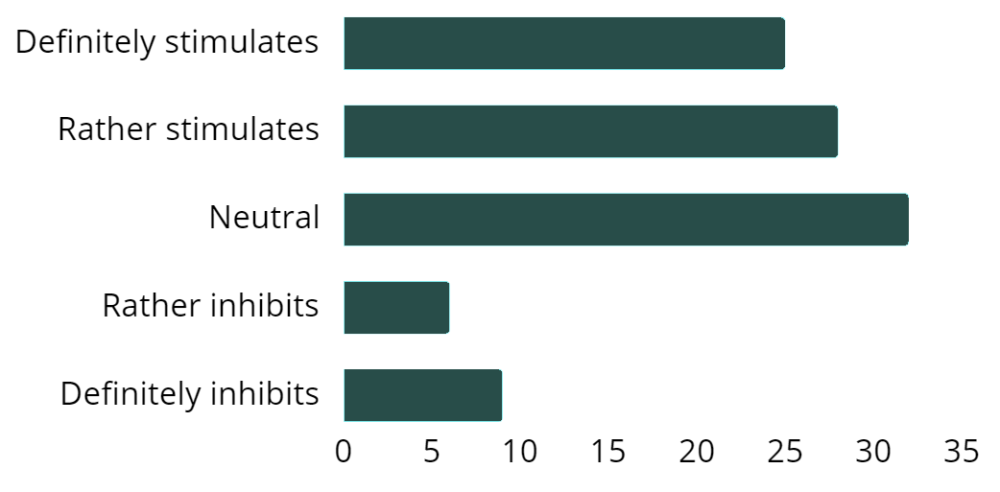 Definitely stimulates
Rather stimulates
Neutral
Rather inhibits
Definitely inhibits
0 5 10 15 20 25 30 35